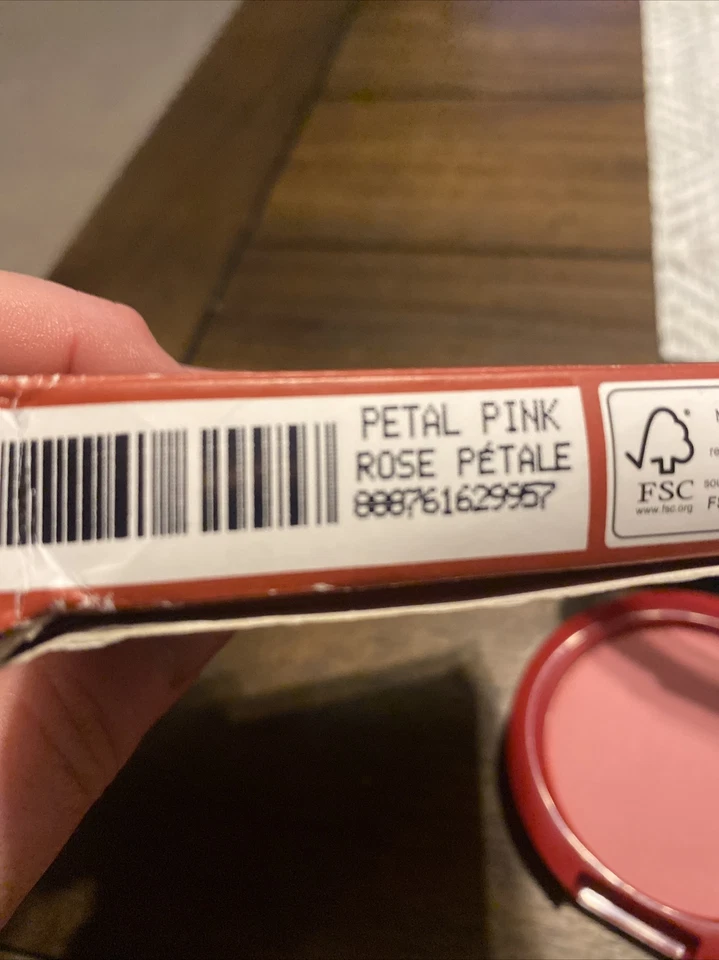 PETAL PINK
ROSE PÉTALE
888761629957
FSC
www.fsc.org